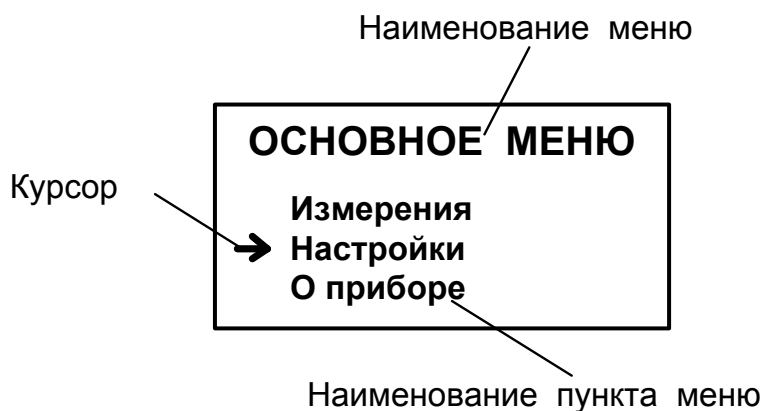 Наименование меню
ОСНОВНОЕ МЕНЮ
Курсор
Измерения
Настройки
О приборе
Наименование пункта меню